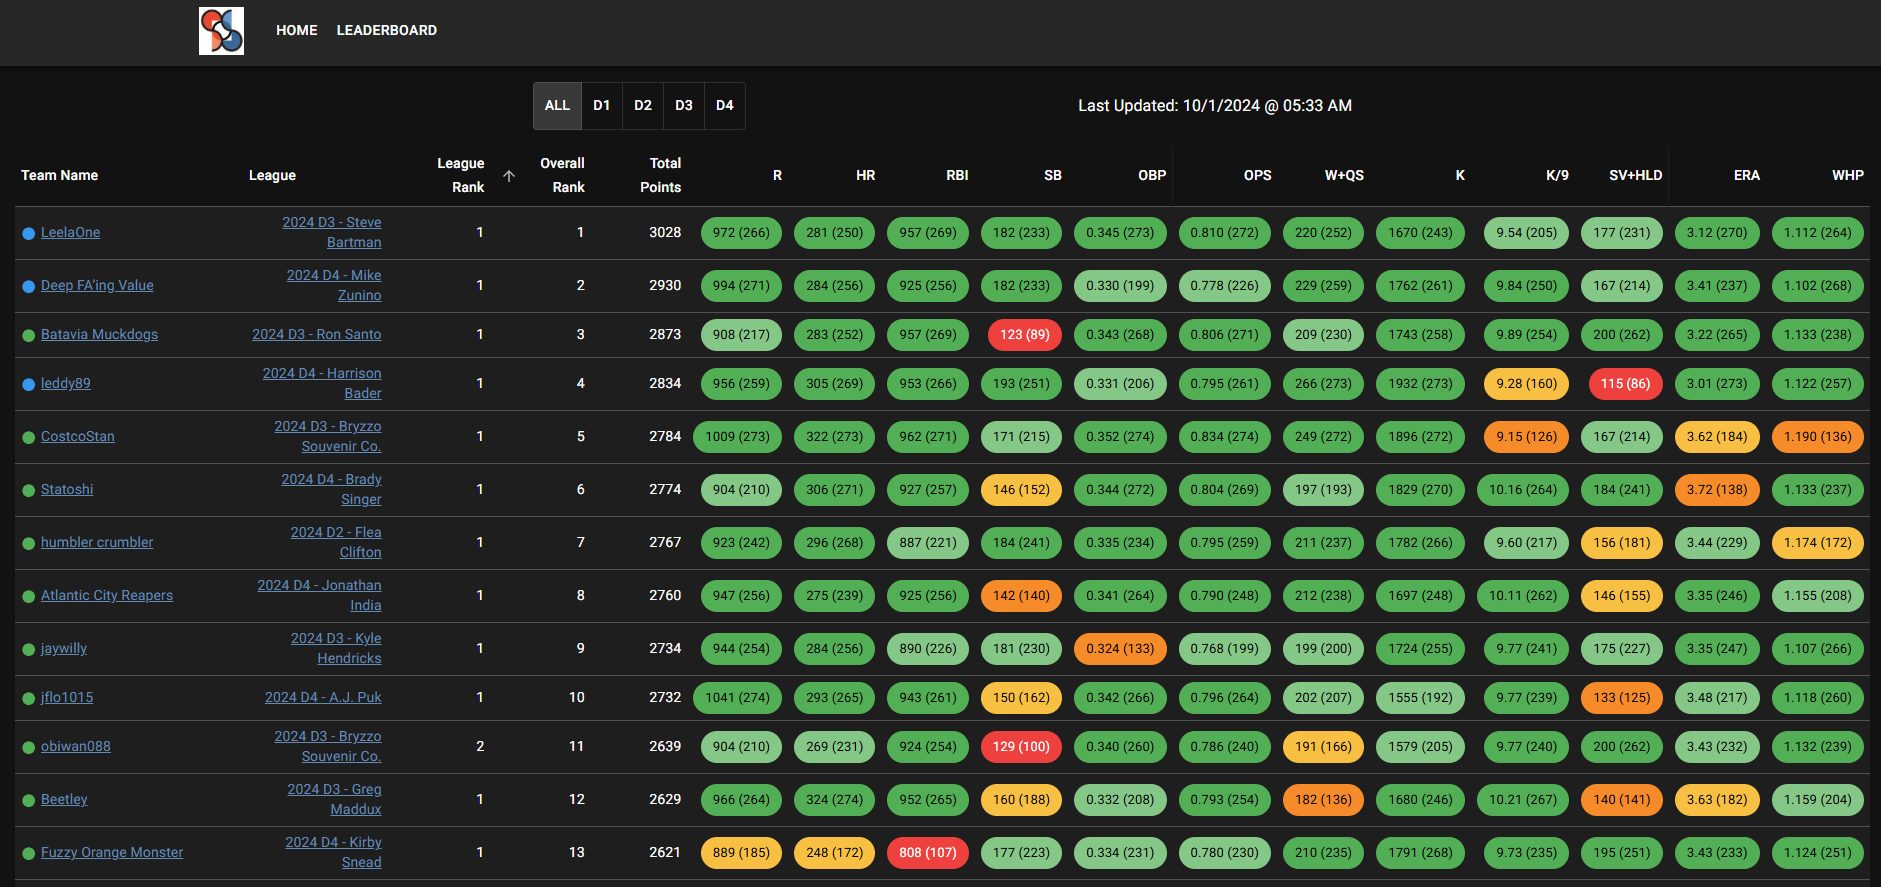 HOME LEADERBOARD
ALL D1 D2 D3 D4 Last Updated: 10/1/2024 @ 05:33 AM
Team Name League League Rank Overall Rank Total Points R HR RBI SB OBP OPS W+QS K K/9 SV+HLD ERA WHP
LeelaOne 2024 D3 - Steve Bartman 1 1 3028 972 (266) 281 (250) 957 (269) 182 (233) 0.345 (273) 0.810 (272) 220 (252) 1670 (243) 9.54 (205) 177 (231) 3.12 (270) 1.112 (264)
Deep FA'ing Value 2024 D4 - Mike Zunino 1 2 2930 994 (271) 284 (256) 925 (256) 182 (233) 0.330 (199) 0.778 (226) 229 (259) 1762 (261) 9.84 (250) 167 (214) 3.41 (237) 1.102 (268)
Batavia Muckdogs 2024 D3 - Ron Santo 1 3 2873 908 (217) 283 (252) 957 (269) 123 (89) 0.343 (268) 0.806 (271) 209 (230) 1743 (258) 9.89 (254) 200 (262) 3.22 (265) 1.133 (238)
leddy89 2024 D4 - Harrison Bader 1 4 2834 956 (259) 305 (269) 953 (266) 193 (251) 0.331 (206) 0.795 (261) 266 (273) 1932 (273) 9.28 (160) 115 (86) 3.01 (273) 1.122 (257)
CostcoStan 2024 D3 - Bryzzo Souvenir Co. 1 5 2784 1009 (273) 322 (273) 962 (271) 171 (215) 0.352 (274) 0.834 (274) 249 (272) 1896 (272) 9.15 (126) 167 (214) 3.62 (184) 1.190 (136)
Statoshi 2024 D4 - Brady Singer 1 6 2774 904 (210) 306 (271) 927 (257) 146 (152) 0.344 (272) 0.804 (269) 197 (193) 1829 (270) 10.16 (264) 184 (241) 3.72 (138) 1.133 (237)
humbler crumbler 2024 D2 - Flea Clifton 1 7 2767 923 (242) 296 (268) 887 (221) 184 (241) 0.335 (234) 0.795 (259) 211 (237) 1782 (266) 9.60 (217) 156 (181) 3.44 (229) 1.174 (172)
Atlantic City Reapers 2024 D4 - Jonathan India 1 8 2760 947 (256) 275 (239) 925 (256) 142 (140) 0.341 (264) 0.790 (248) 212 (238) 1697 (248) 10.11 (262) 146 (155) 3.35 (246) 1.155 (208)
jaywilly 2024 D3 - Kyle Hendricks 1 9 2734 944 (254) 284 (256) 890 (226) 181 (230) 0.324 (133) 0.768 (199) 199 (200) 1724 (255) 9.77 (241) 175 (227) 3.35 (247) 1.107 (266)
jflo1015 2024 D4 - A.J. Puk 1 10 2732 1041 (274) 293 (265) 943 (261) 150 (162) 0.342 (266) 0.796 (264) 202 (207) 1555 (192) 9.77 (239) 133 (125) 3.48 (217) 1.118 (260)
obiwan088 2024 D3 - Bryzzo Souvenir Co. 2 11 2639 904 (210) 269 (231) 924 (254) 129 (100) 0.340 (260) 0.786 (240) 191 (166) 1579 (205) 9.77 (240) 200 (262) 3.43 (232) 1.132 (239)
Beetley 2024 D3 - Greg Maddux 1 12 2629 966 (264) 324 (274) 952 (265) 160 (188) 0.332 (208) 0.793 (254) 182 (136) 1680 (246) 10.21 (267) 140 (141) 3.63 (182) 1.159 (204)
Fuzzy Orange Monster 2024 D4 - Kirby Snead 1 13 2621 889 (185) 248 (172) 808 (107) 177 (223) 0.334 (231) 0.780 (230) 210 (235) 1791 (268) 9.73 (235) 195 (251) 3.43 (233) 1.124 (251)